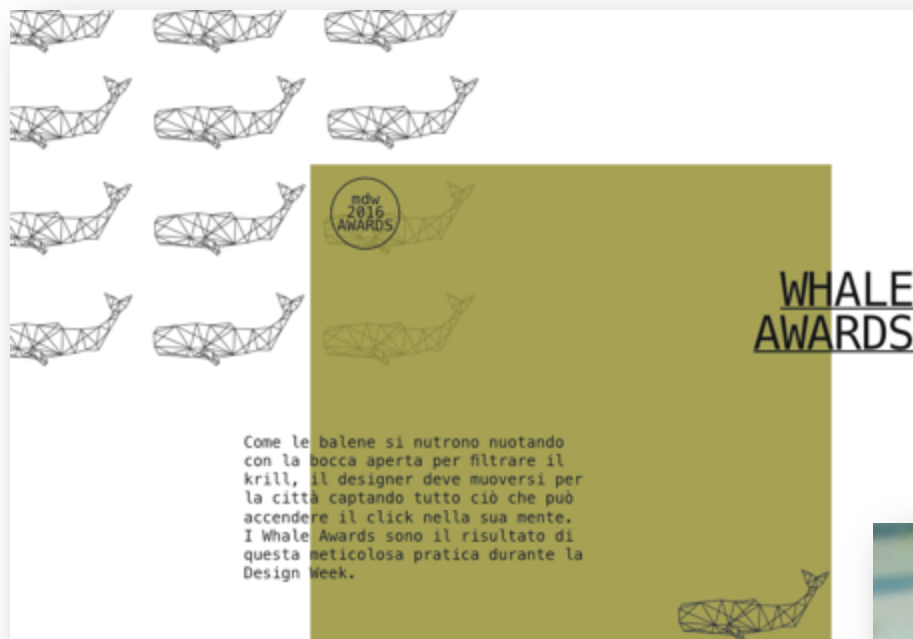 mdw
2016
AWARDS
WHALE
AWARDS
Come le balene si nutrono nuotando
con la bocca aperta per filtrare il
krill, il designer deve muoversi per
la città captando tutto ciò che può
accendere il click nella sua mente.
I Whale Awards sono il risultato di
questa meticolosa pratica durante la
Design Week.